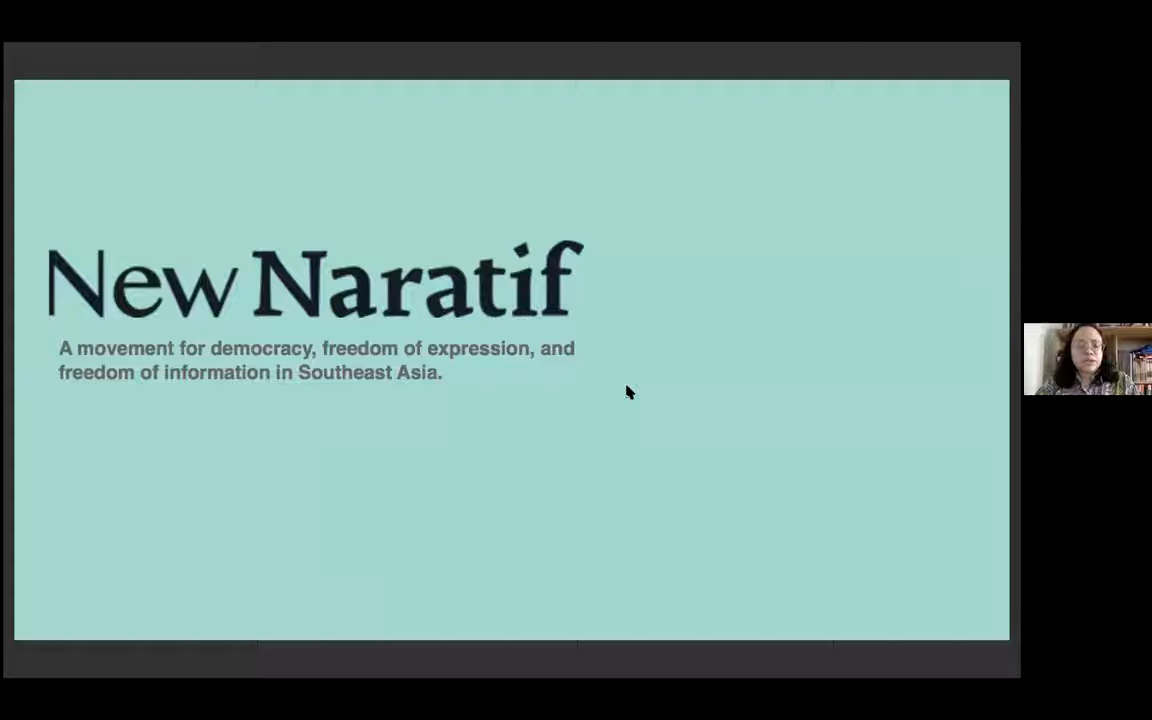 New Naratif
A movement for democracy, freedom of expression, and
freedom of information in Southeast Asia.